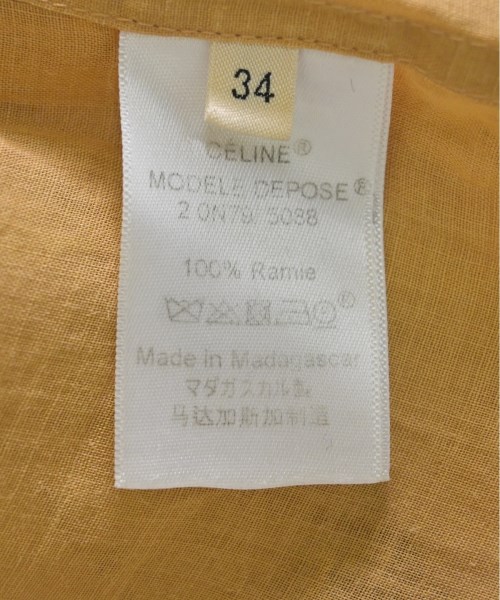 34
CÉLINE®
MODELE DEPOSE®
2 0N79/5088
100% Ramie
Made in Madagascar
マダガスカル製
马达加斯加制造